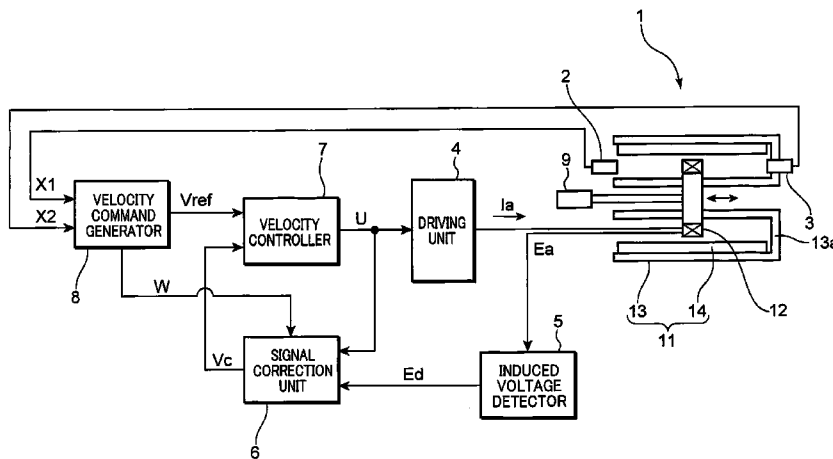 1
2
7
4
9
X1
X2
VELOCITY
COMMAND
GENERATOR
Vref
VELOCITY
CONTROLLER
U
DRIVING
UNIT
Ia
3
13a
8
W
Ea
13
14
12
11
5
Vc
SIGNAL
CORRECTION
UNIT
Ed
INDUCED
VOLTAGE
DETECTOR
6